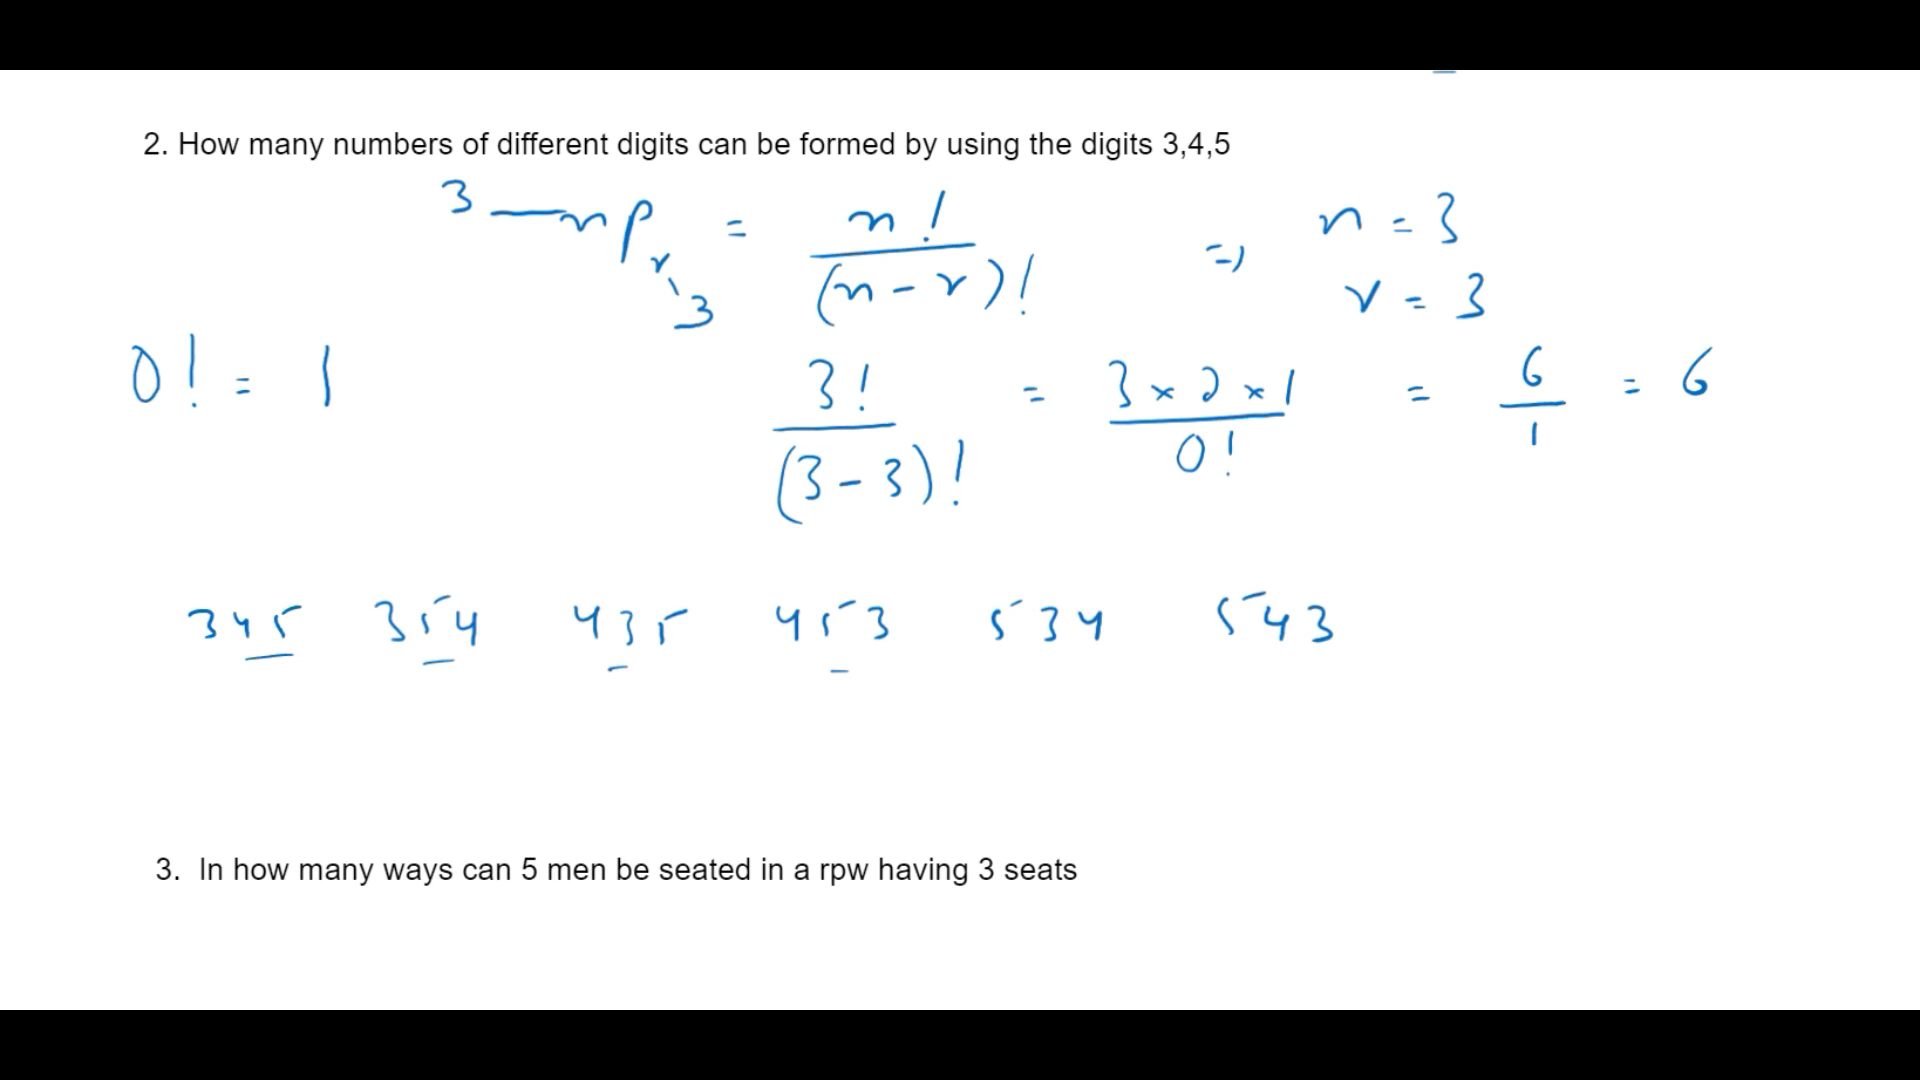 2. How many numbers of different digits can be formed by using the digits 3,4,5
3 — nPr 3 = n! / (n - r)! => n = 3
r = 3
0! = 1
3! / (3 - 3)! = 3 × 2 × 1 / 0! = 6 / 1 = 6
345 354 435 453 534 543
3. In how many ways can 5 men be seated in a rpw having 3 seats